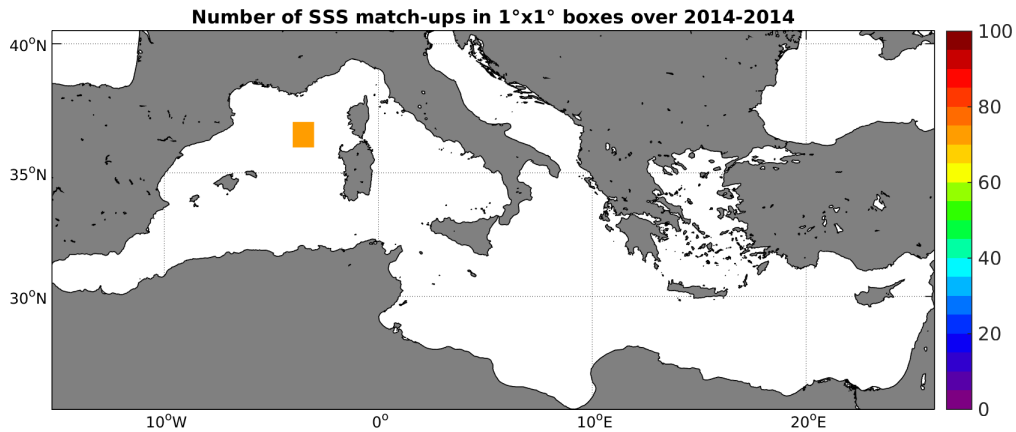 Number of SSS match-ups in 1°x1° boxes over 2014-2014
40°N
35°N
30°N
10°W
0°
10°E
20°E
100
80
60
40
20
0